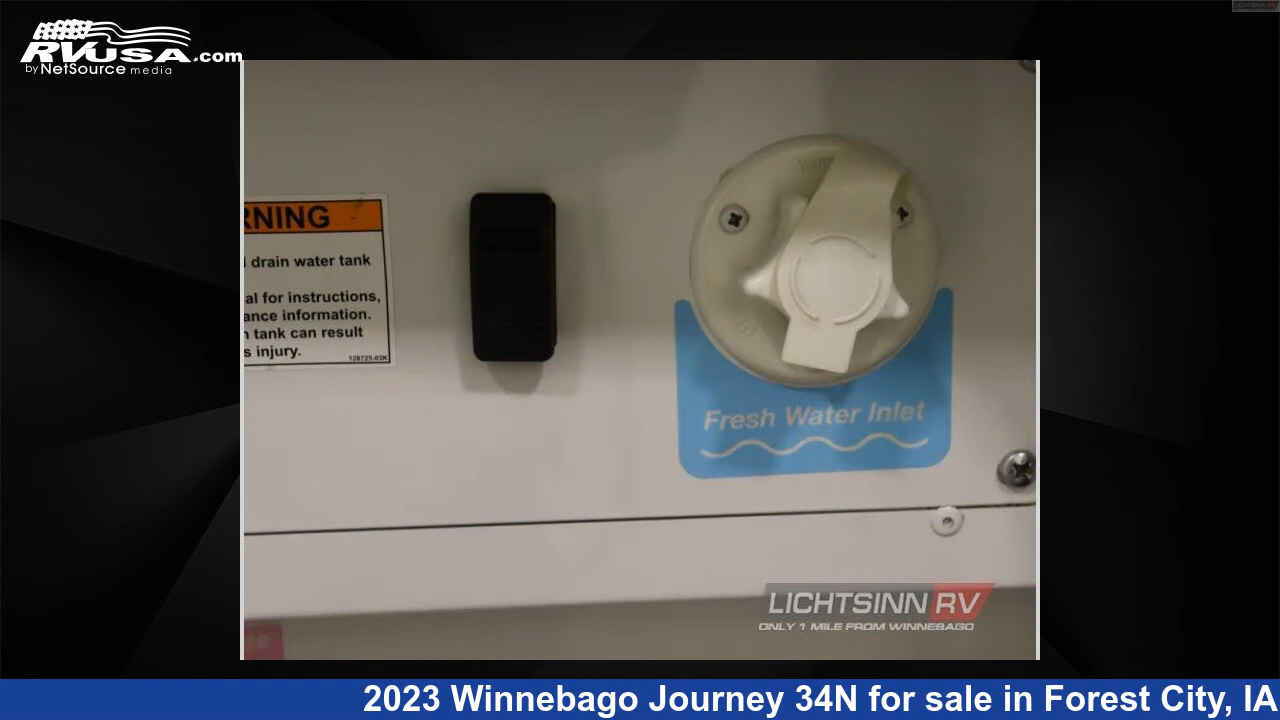 LICHTSINN RV
RVUSA.com
by NetSource media
RNING
drain water tank
al for instructions,
ance information.
tank can result
s injury.
128725-03K
Fresh Water Inlet
LICHTSINN RV
ONLY 1 MILE FROM WINNEBAGO
2023 Winnebago Journey 34N for sale in Forest City, IA